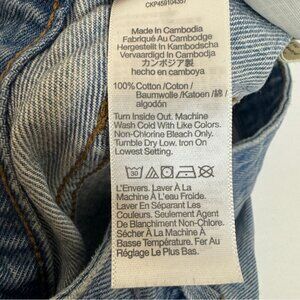 CKP459104357
Made in Cambodia
Fabriqué Au Cambodge
Hergestellt in Kambodscha
Vervaardigd In Cambodja
カンボジア製
hecho en camboya
100% Cotton /Coton /
Baumwolle /Katoen /綿 /
algodón
Turn Inside Out. Machine
Wash Cold With Like Colors.
Non-Chlorine Bleach Only.
Tumble Dry Low. Iron On
Lowest Setting.
30
L'Envers. Laver À La
Machine À L'eau Froide.
Laver En Séparant Les
Couleurs. Seulement Agent
De Blanchiment Non-Chlore.
Sécher À La Machine À
Basse Température. Fer Au
Réglage Le Plus Bas.